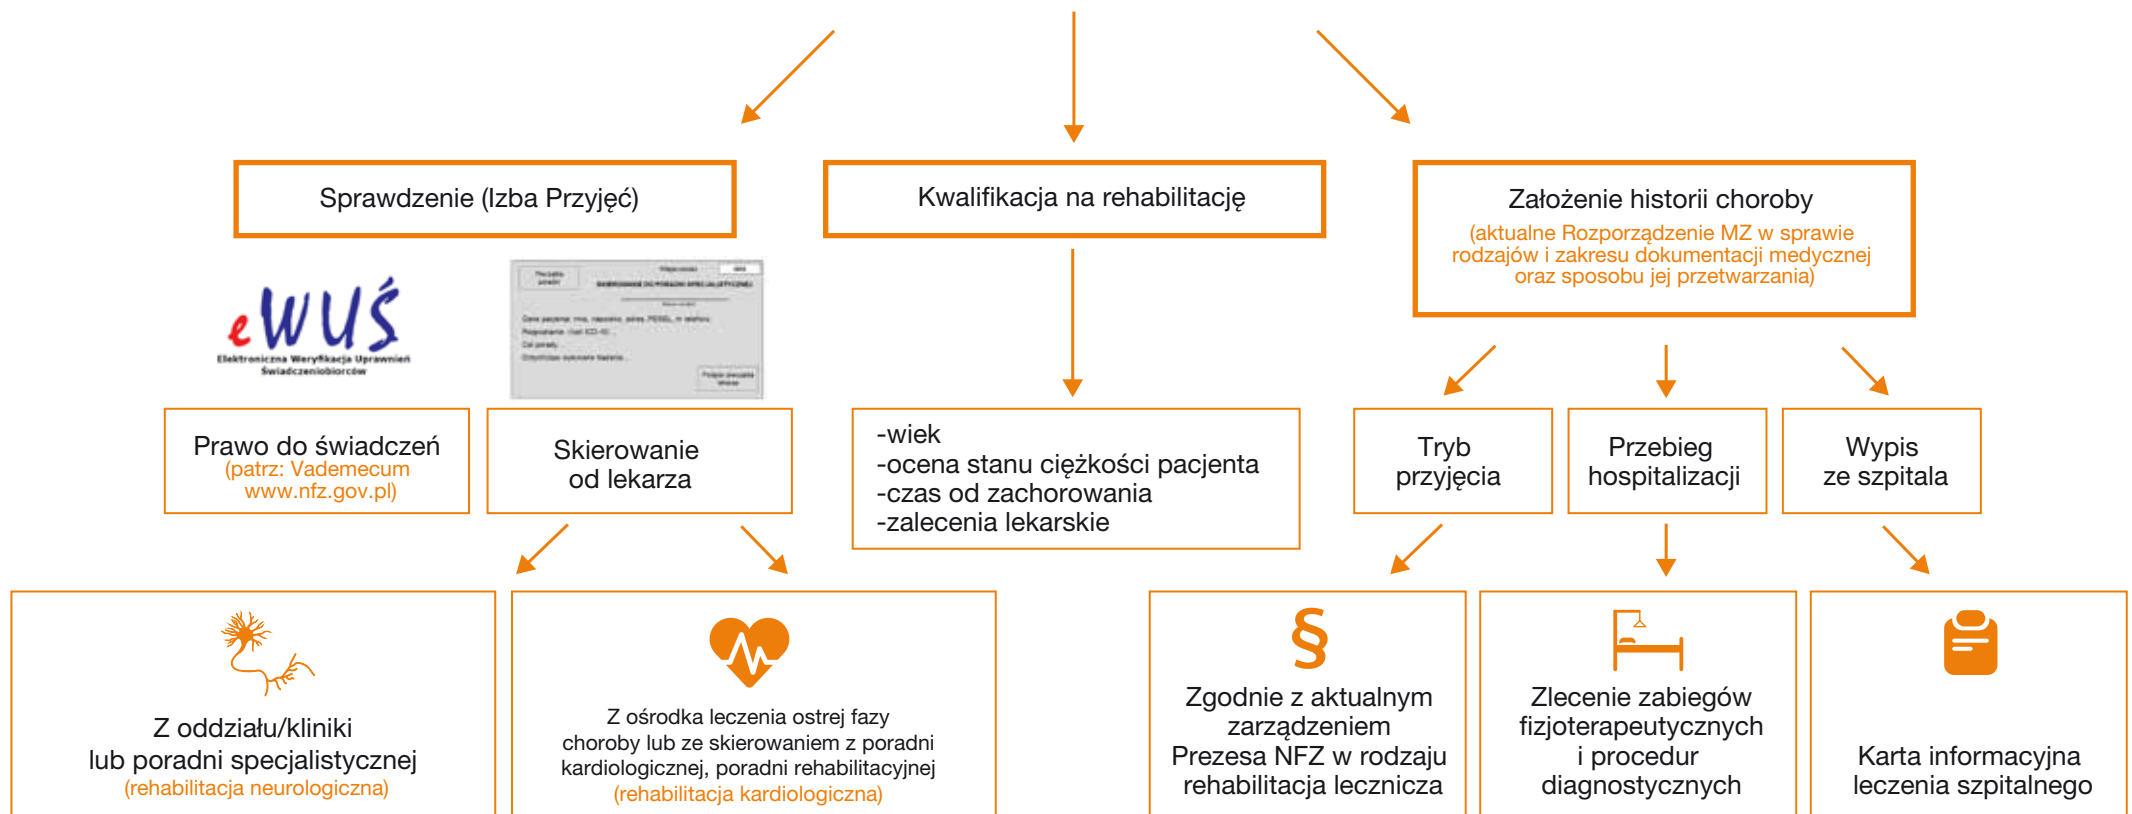 Sprawdzenie (Izba Przyjęć)
Kwalifikacja na rehabilitację
Założenie historii choroby
(aktualne Rozporządzenie MZ w sprawie
rodzajów i zakresu dokumentacji medycznej
oraz sposobu jej przetwarzania)
eWUŚ
Elektroniczna Weryfikacja Uprawnień
Świadczeniobiorców
SKIEROWANIE DO PORADNI SPECJALISTYCZNEJ
Prawo do świadczeń
(patrz: Vademecum
www.nfz.gov.pl)
Skierowanie
od lekarza
-wiek
-ocena stanu ciężkości pacjenta
-czas od zachorowania
-zalecenia lekarskie
Tryb
przyjęcia
Przebieg
hospitalizacji
Wypis
ze szpitala
Z oddziału/kliniki
lub poradni specjalistycznej
(rehabilitacja neurologiczna)
Z ośrodka leczenia ostrej fazy
choroby lub ze skierowaniem z poradni
kardiologicznej, poradni rehabilitacyjnej
(rehabilitacja kardiologiczna)
§
Zgodnie z aktualnym
zarządzeniem
Prezesa NFZ w rodzaju
rehabilitacja lecznicza
Zlecenie zabiegów
fizjoterapeutycznych
i procedur
diagnostycznych
Karta informacyjna
leczenia szpitalnego